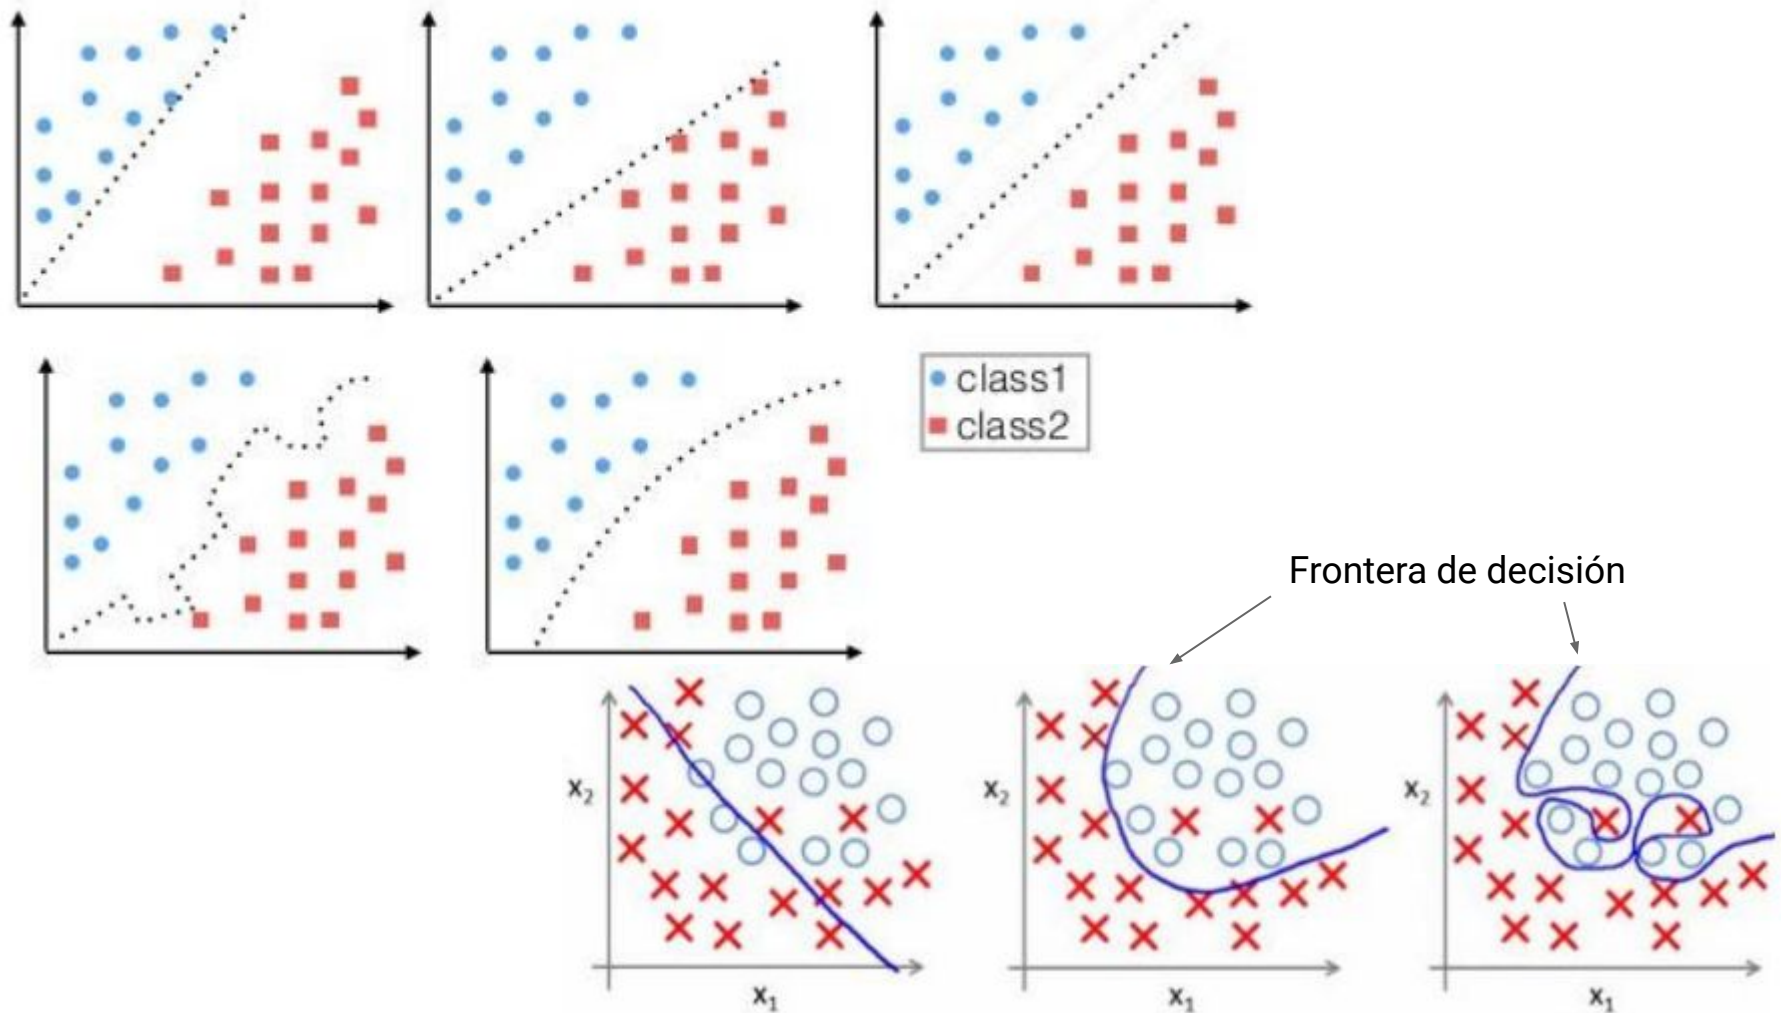 class1
class2
Frontera de decisión
x₂
x₂
x₂
x₁
x₁
x₁